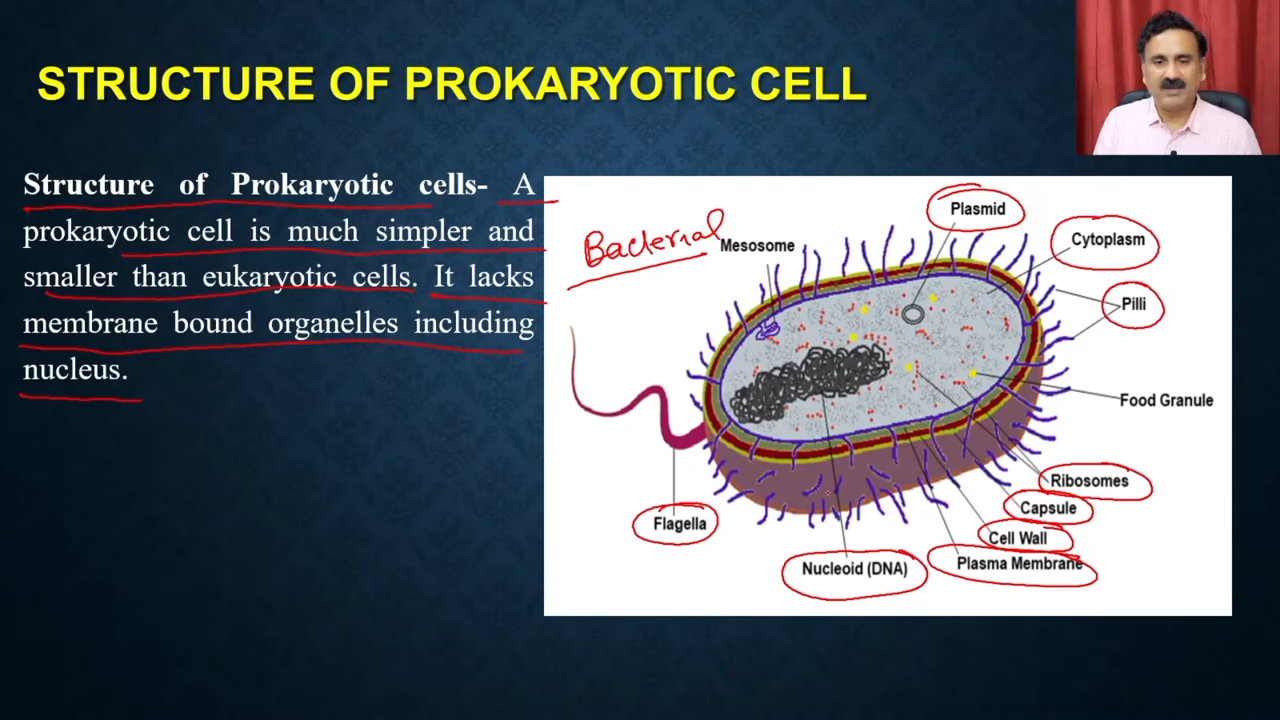 STRUCTURE OF PROKARYOTIC CELL
Structure of Prokaryotic cells- A
prokaryotic cell is much simpler and
smaller than eukaryotic cells. It lacks
membrane bound organelles including
nucleus.
Bacterial
Mesosome
Plasmid
Cytoplasm
Pilli
Food Granule
Ribosomes
Capsule
Cell Wall
Plasma Membrane
Nucleoid (DNA)
Flagella